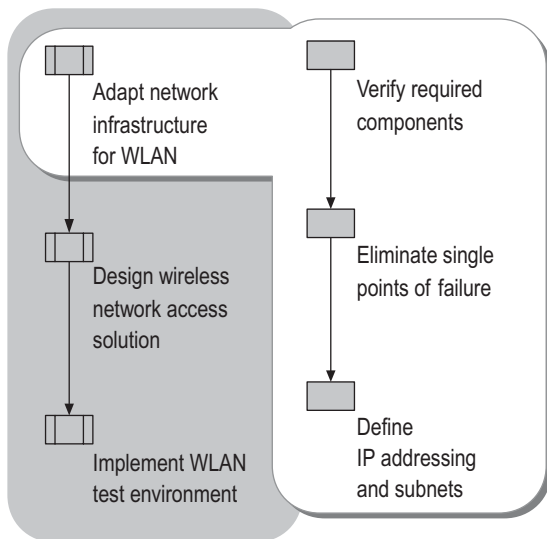 Adapt network
infrastructure
for WLAN
Design wireless
network access
solution
Implement WLAN
test environment
Verify required
components
Eliminate single
points of failure
Define
IP addressing
and subnets